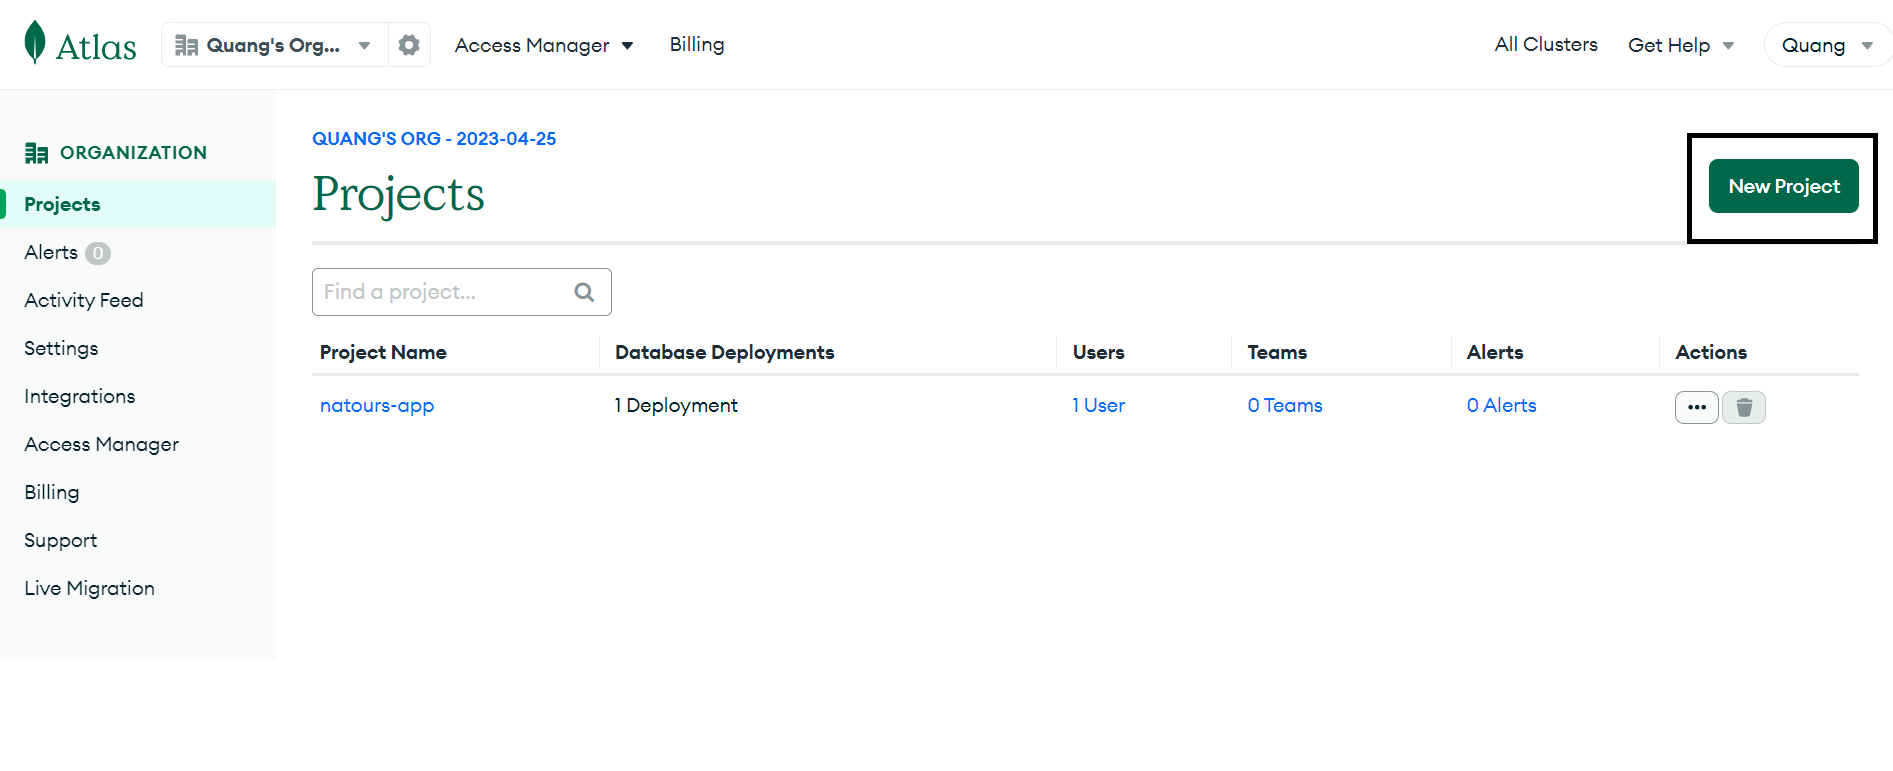 Atlas
Quang's Org...
Access Manager
Billing
All Clusters
Get Help
Quang
ORGANIZATION
Projects
Alerts 0
Activity Feed
Settings
Integrations
Access Manager
Billing
Support
Live Migration
QUANG'S ORG - 2023-04-25
Projects
New Project
Find a project...
Project Name Database Deployments Users Teams Alerts Actions
natours-app 1 Deployment 1 User 0 Teams 0 Alerts